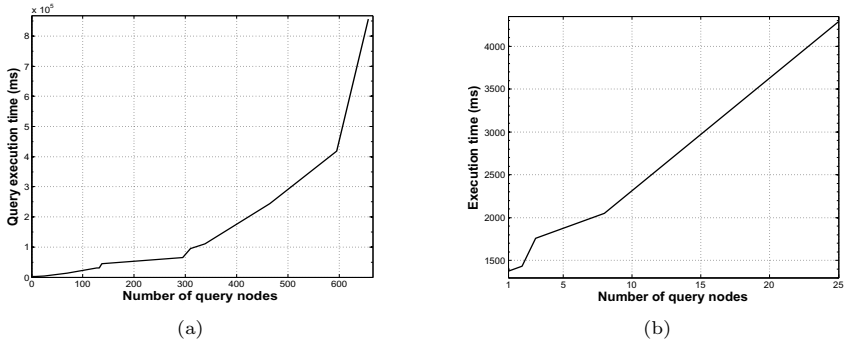 x 10⁵
8
7
6
5
4
3
2
1
0
0 100 200 300 400 500 600
Query execution time (ms)
Number of query nodes
(a)
4000
3500
3000
2500
2000
1500
1 5 10 15 20 25
Execution time (ms)
Number of query nodes
(b)